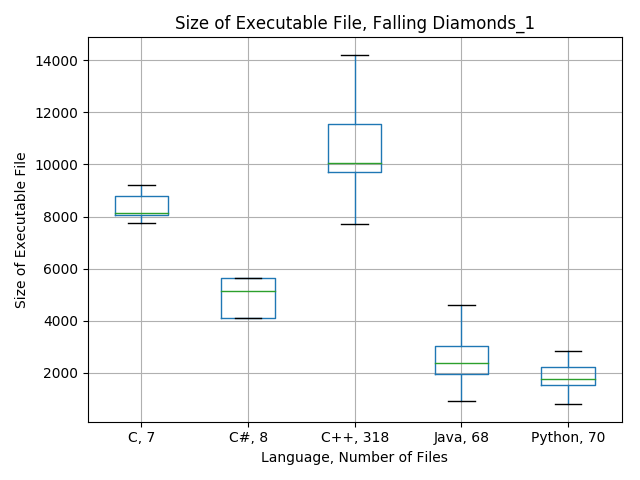 Size of Executable File, Falling Diamonds_1
Size of Executable File
14000
12000
10000
8000
6000
4000
2000
C, 7
C#, 8
C++, 318
Java, 68
Python, 70
Language, Number of Files